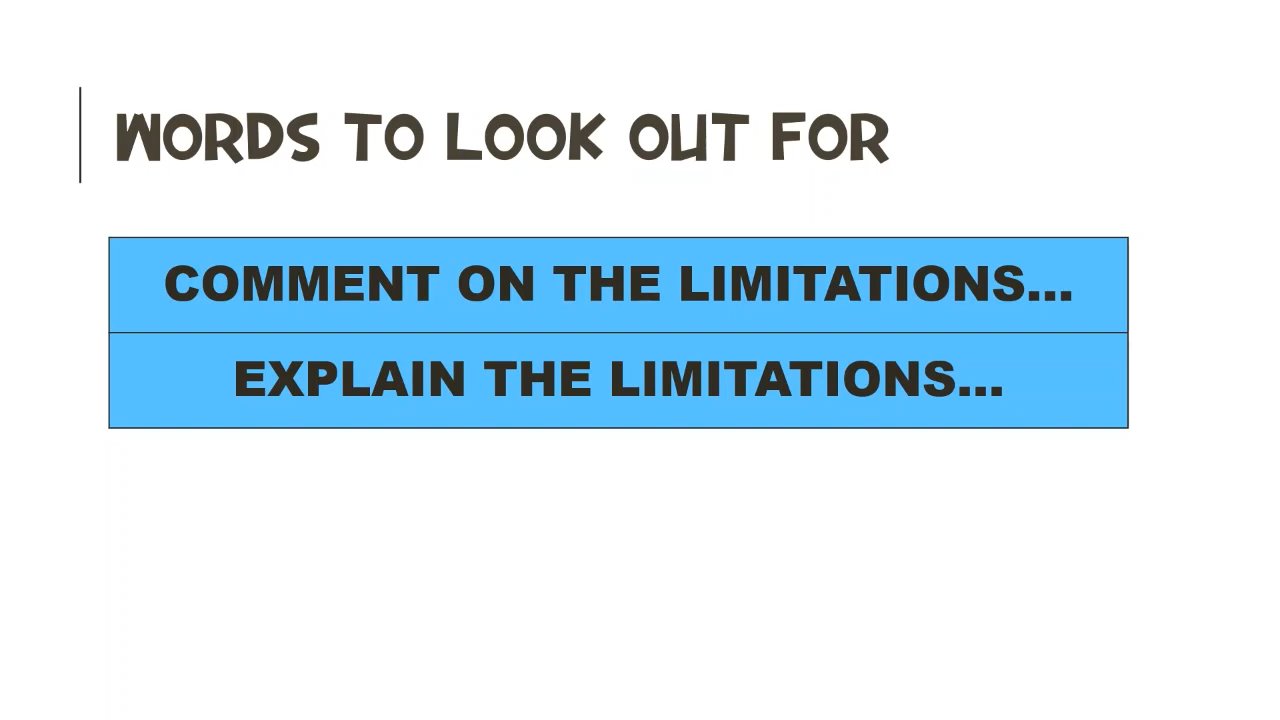 WORDS TO LOOK OUT FOR
COMMENT ON THE LIMITATIONS...
EXPLAIN THE LIMITATIONS...